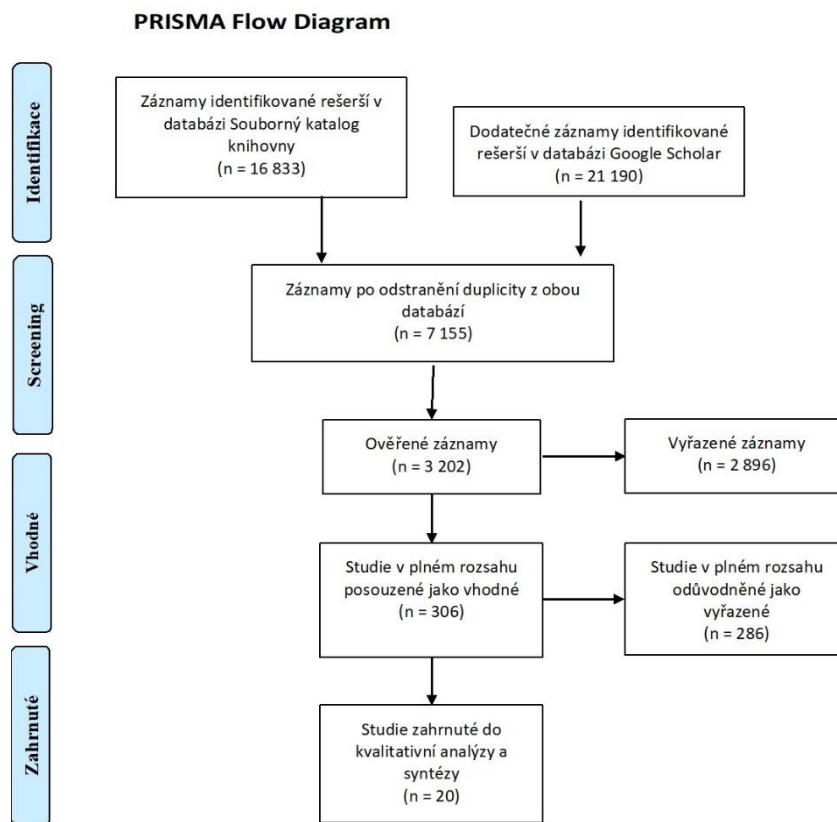 PRISMA Flow Diagram
Identifikace
Záznamy identifikované rešerší v
databázi Souborný katalog
knihovny
(n = 16 833)
Dodatečné záznamy identifikované
rešerší v databázi Google Scholar
(n = 21 190)
Screening
Záznamy po odstranění duplicity z obou
databází
(n = 7 155)
Ověřené záznamy
(n = 3 202)
Vyřazené záznamy
(n = 2 896)
Vhodné
Studie v plném rozsahu
posouzené jako vhodné
(n = 306)
Studie v plném rozsahu
odůvodněné jako
vyřazené
(n = 286)
Zahrnuté
Studie zahrnuté do
kvalitativní analýzy a
syntézy
(n = 20)